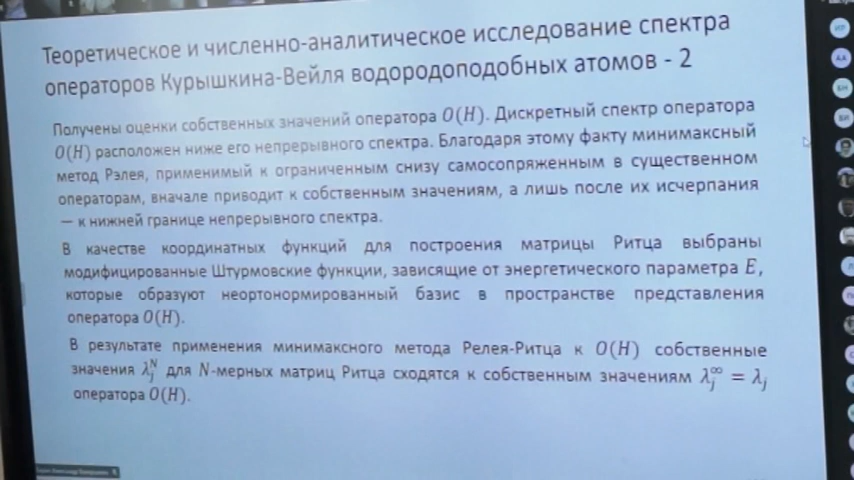 Теоретическое и численно-аналитическое исследование спектра
операторов Курышкина-Вейля водородоподобных атомов - 2
Получены оценки собственных значений оператора O(H). Дискретный спектр оператора
O(H) расположен ниже его непрерывного спектра. Благодаря этому факту минимаксный
метод Рэлея, применимый к ограниченным снизу самосопряженным в существенном
операторам, вначале приводит к собственным значениям, а лишь после их исчерпания
— к нижней границе непрерывного спектра.
В качестве координатных функций для построения матрицы Ритца выбраны
модифицированные Штурмовские функции, зависящие от энергетического параметра E,
которые образуют неортонормированный базис в пространстве представления
оператора O(H).
В результате применения минимаксного метода Релея-Ритца к O(H) собственные
значения λ_j^N для N-мерных матриц Ритца сходятся к собственным значениям λ_j^∞ = λ_j
оператора O(H).
АА